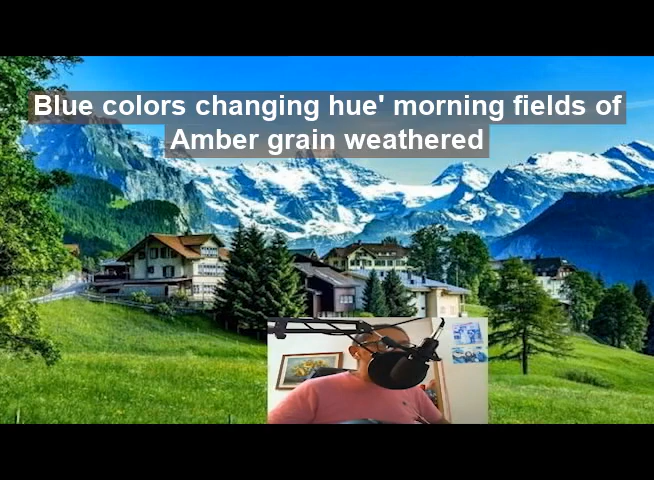 Blue colors changing hue' morning fields of
Amber grain weathered